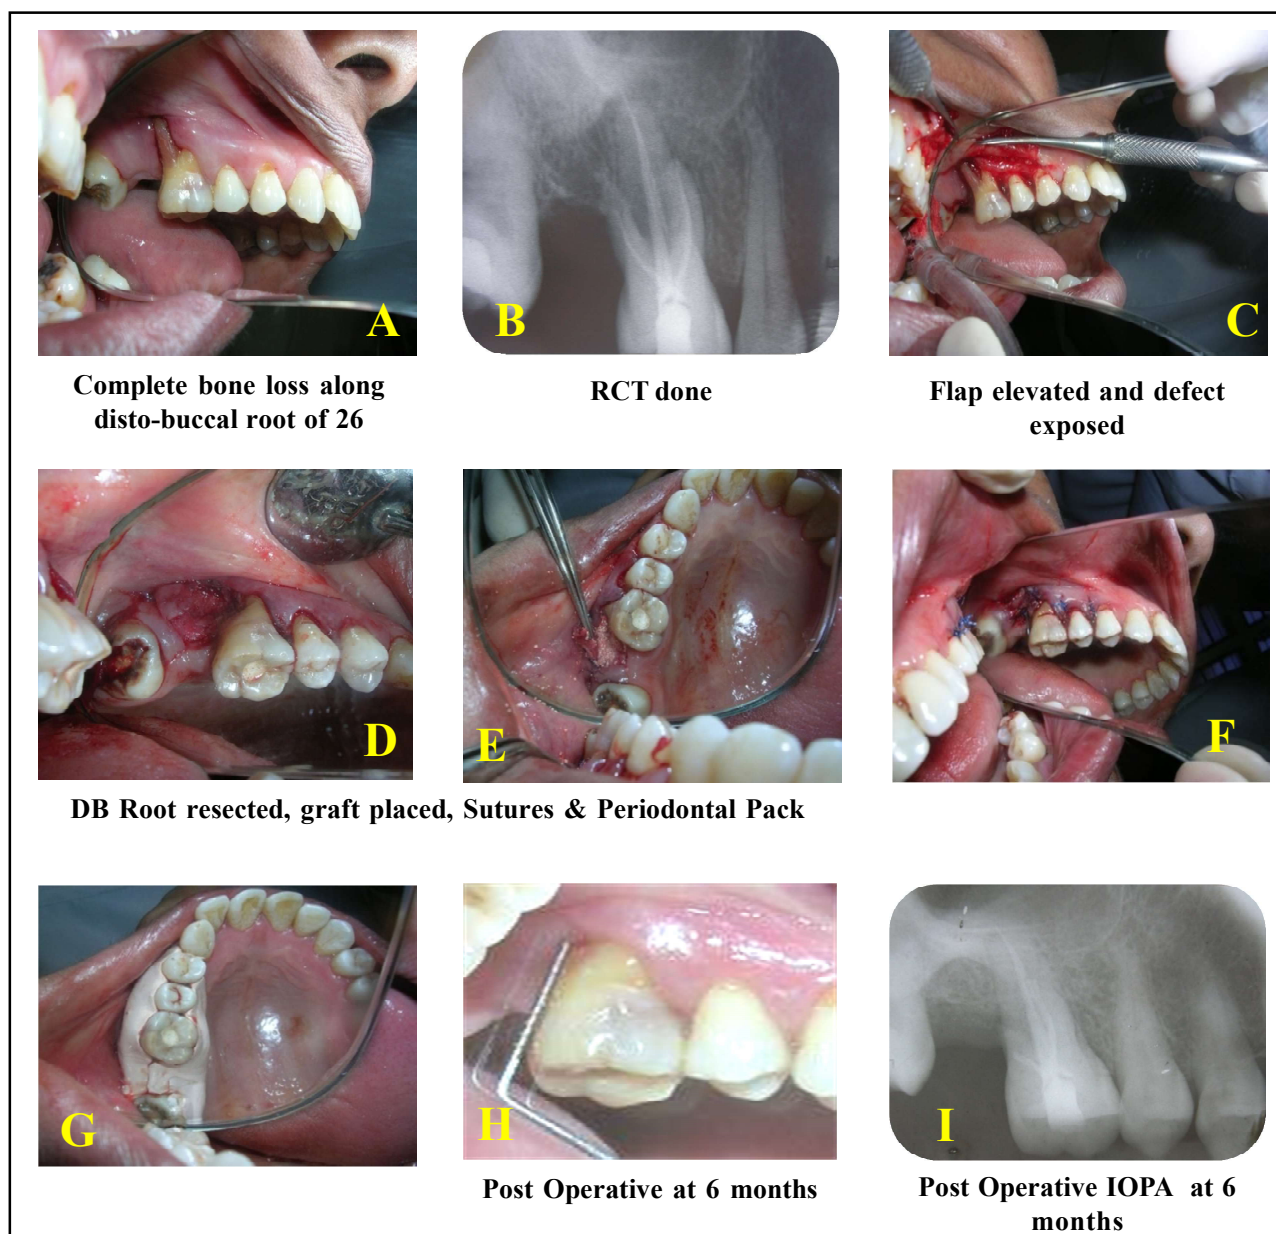 A
B
C
Complete bone loss along
disto-buccal root of 26
RCT done
Flap elevated and defect
exposed
D
E
F
DB Root resected, graft placed, Sutures & Periodontal Pack
G
H
I
Post Operative at 6 months
Post Operative IOPA at 6
months